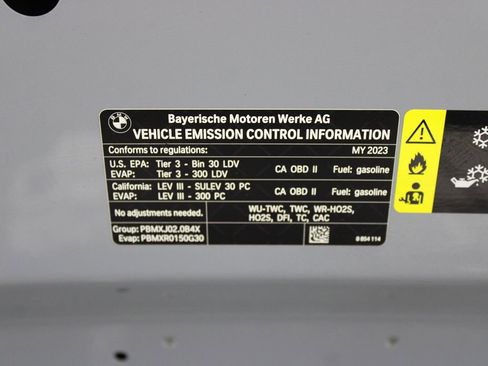 BMW
Bayerische Motoren Werke AG
VEHICLE EMISSION CONTROL INFORMATION
Conforms to regulations: MY 2023
U.S. EPA: Tier 3 - Bin 30 LDV CA OBD II Fuel: gasoline
EVAP: Tier 3 - 300 LDV
California: LEV III - SULEV 30 PC CA OBD II Fuel: gasoline
EVAP: LEV III - 300 PC
No adjustments needed. WU-TWC, TWC, WR-HO2S,
HO2S, DFI, TC, CAC
Group: PBMXJ02.0B4X
Evap: PBMXR0150G30 8 854 114